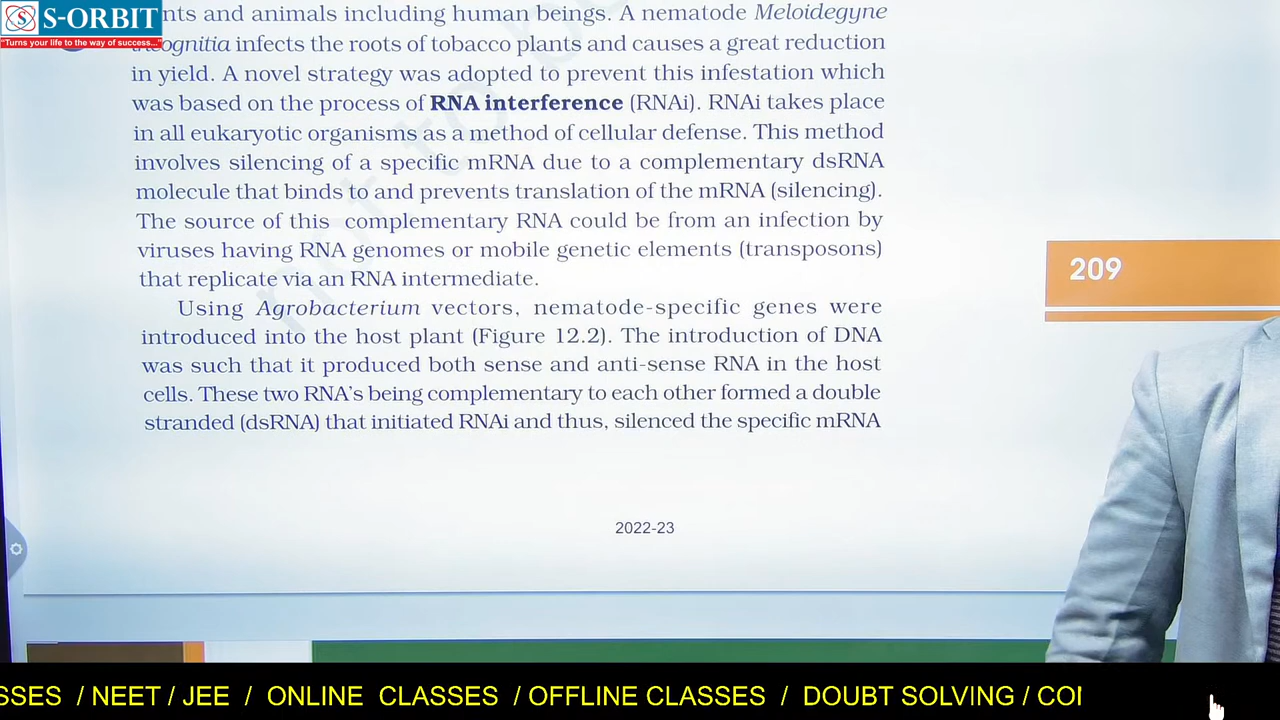 S-ORBIT
"Turns your life to the way of success..."
and animals including human beings. A nematode Meloidegyne
infects the roots of tobacco plants and causes a great reduction
in yield. A novel strategy was adopted to prevent this infestation which
was based on the process of RNA interference (RNAi). RNAi takes place
in all eukaryotic organisms as a method of cellular defense. This method
involves silencing of a specific mRNA due to a complementary dsRNA
molecule that binds to and prevents translation of the mRNA (silencing).
The source of this complementary RNA could be from an infection by
viruses having RNA genomes or mobile genetic elements (transposons)
that replicate via an RNA intermediate.
Using Agrobacterium vectors, nematode-specific genes were
introduced into the host plant (Figure 12.2). The introduction of DNA
was such that it produced both sense and anti-sense RNA in the host
cells. These two RNA's being complementary to each other formed a double
stranded (dsRNA) that initiated RNAi and thus, silenced the specific mRNA
209
2022-23
SSES / NEET / JEE / ONLINE CLASSES / OFFLINE CLASSES / DOUBT SOLVING /